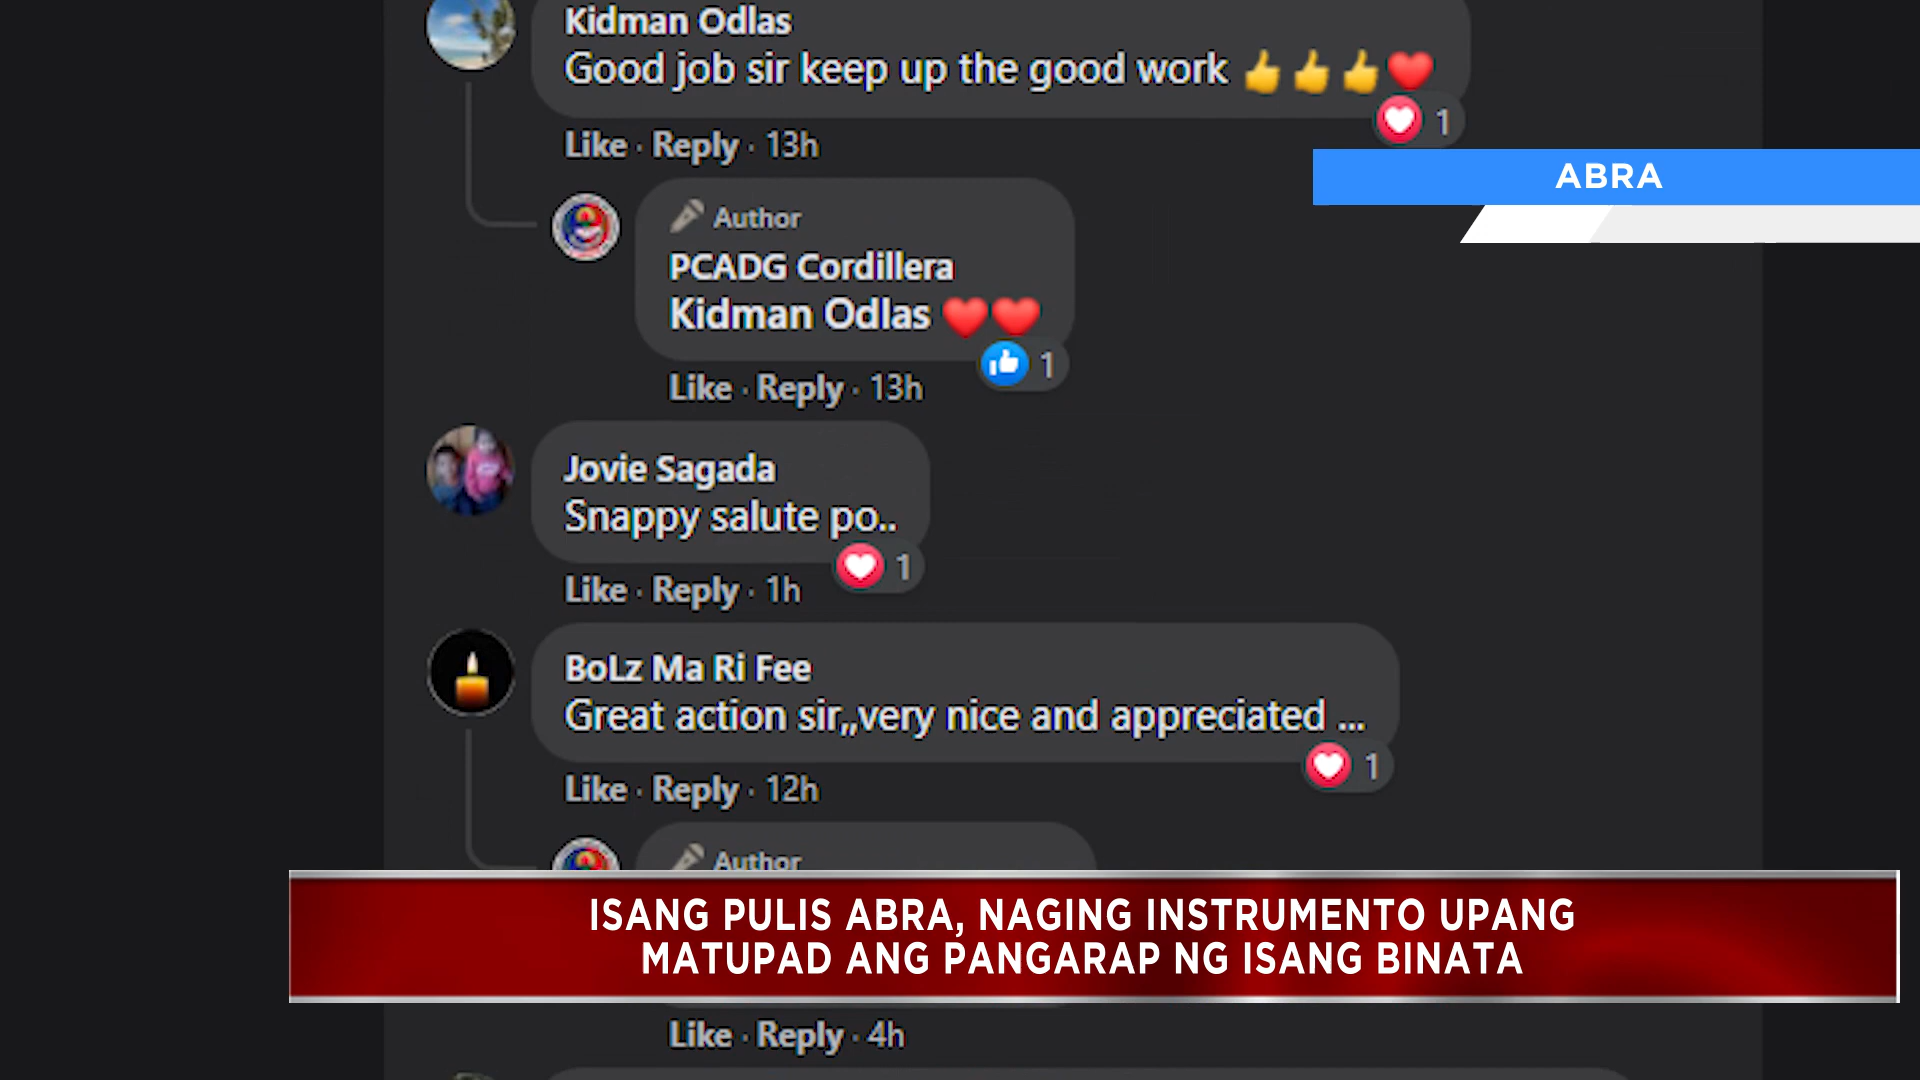 Kidman Odlas
Good job sir keep up the good work 👍👍👍❤️
1
Like · Reply · 13h
ABRA
Author
PCADG Cordillera
Kidman Odlas ❤️❤️
1
Like · Reply · 13h
Jovie Sagada
Snappy salute po..
1
Like · Reply · 1h
BoLz Ma Ri Fee
Great action sir,,very nice and appreciated ...
1
Like · Reply · 12h
Author
ISANG PULIS ABRA, NAGING INSTRUMENTO UPANG
MATUPAD ANG PANGARAP NG ISANG BINATA
Like · Reply · 4h